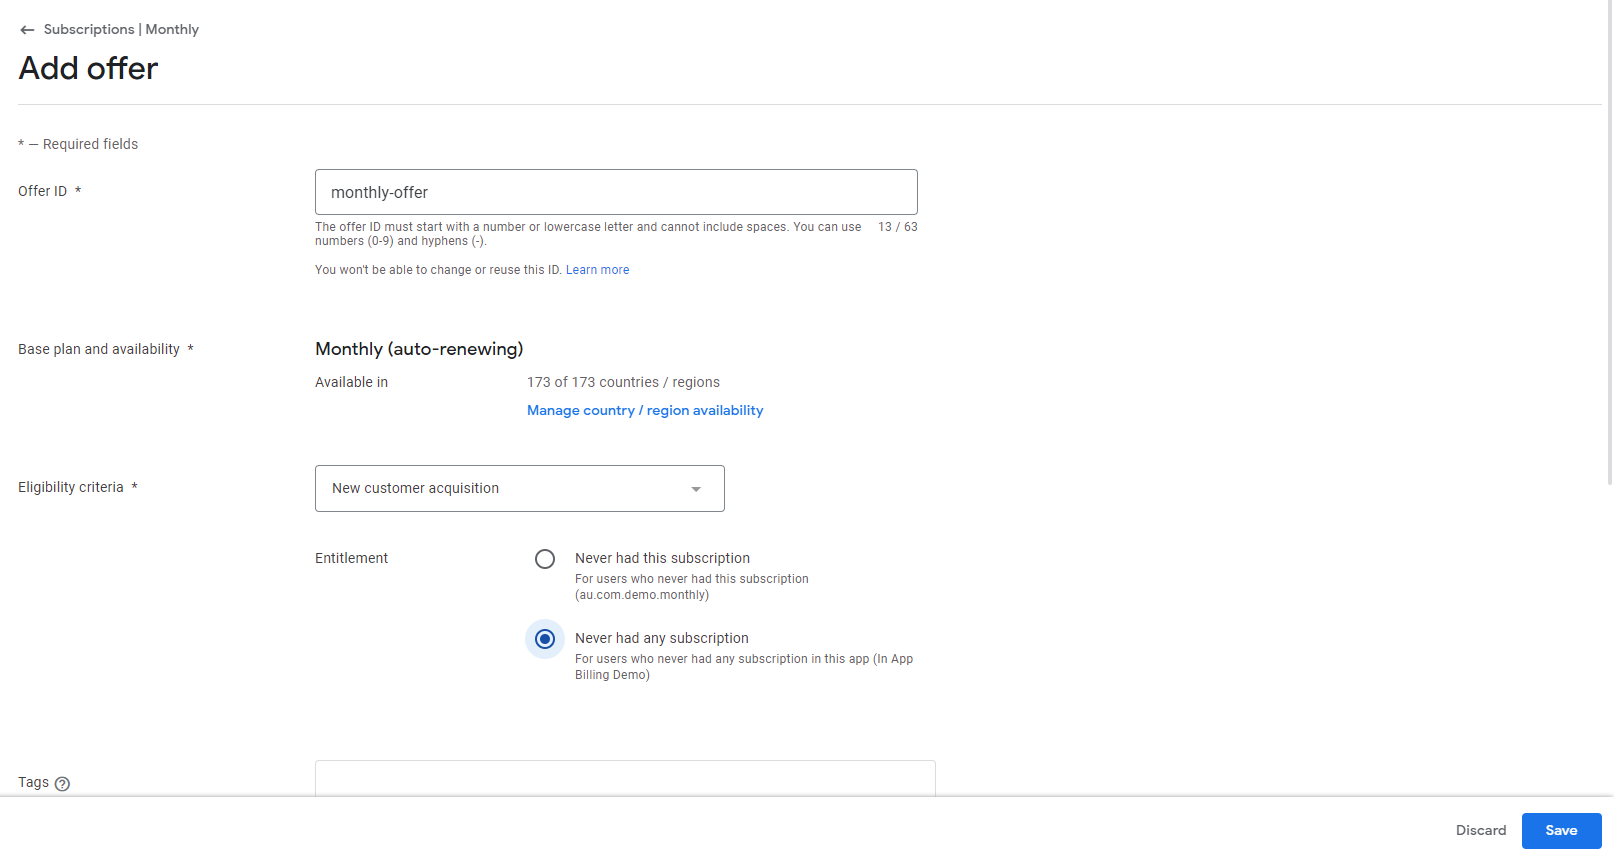 Subscriptions | Monthly
Add offer
* — Required fields
Offer ID *
monthly-offer
The offer ID must start with a number or lowercase letter and cannot include spaces. You can use
13 / 63
numbers (0-9) and hyphens (-).
You won't be able to change or reuse this ID. Learn more
Base plan and availability *
Monthly (auto-renewing)
Available in
173 of 173 countries / regions
Manage country / region availability
Eligibility criteria *
New customer acquisition
Entitlement
Never had this subscription
For users who never had this subscription
(au.com.demo.monthly)
Never had any subscription
For users who never had any subscription in this app (In App
Billing Demo)
Tags
Discard
Save